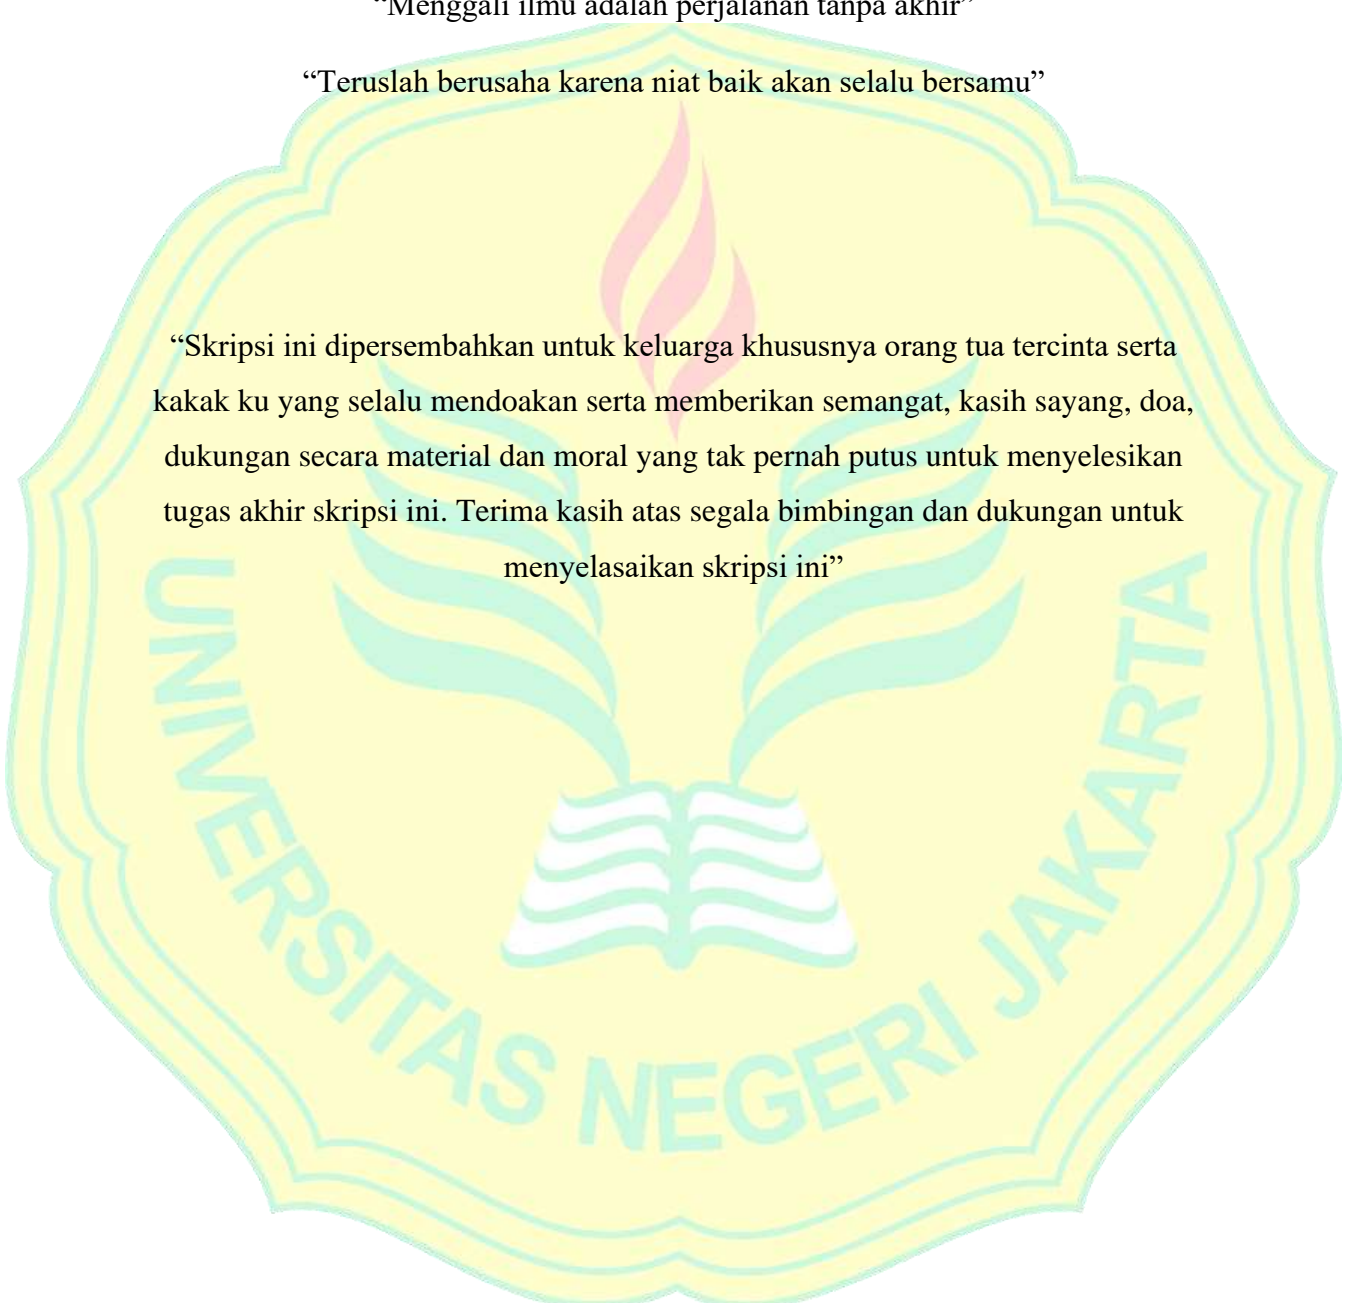 “Menggali ilmu adalah perjalanan tanpa akhir”
“Teruslah berusaha karena niat baik akan selalu bersamu”
“Skripsi ini dipersembahkan untuk keluarga khususnya orang tua tercinta serta
kakak ku yang selalu mendoakan serta memberikan semangat, kasih sayang, doa,
dukungan secara material dan moral yang tak pernah putus untuk menyelesikan
tugas akhir skripsi ini. Terima kasih atas segala bimbingan dan dukungan untuk
menyelasaikan skripsi ini”
UNIVERSITAS NEGERI JAKARTA